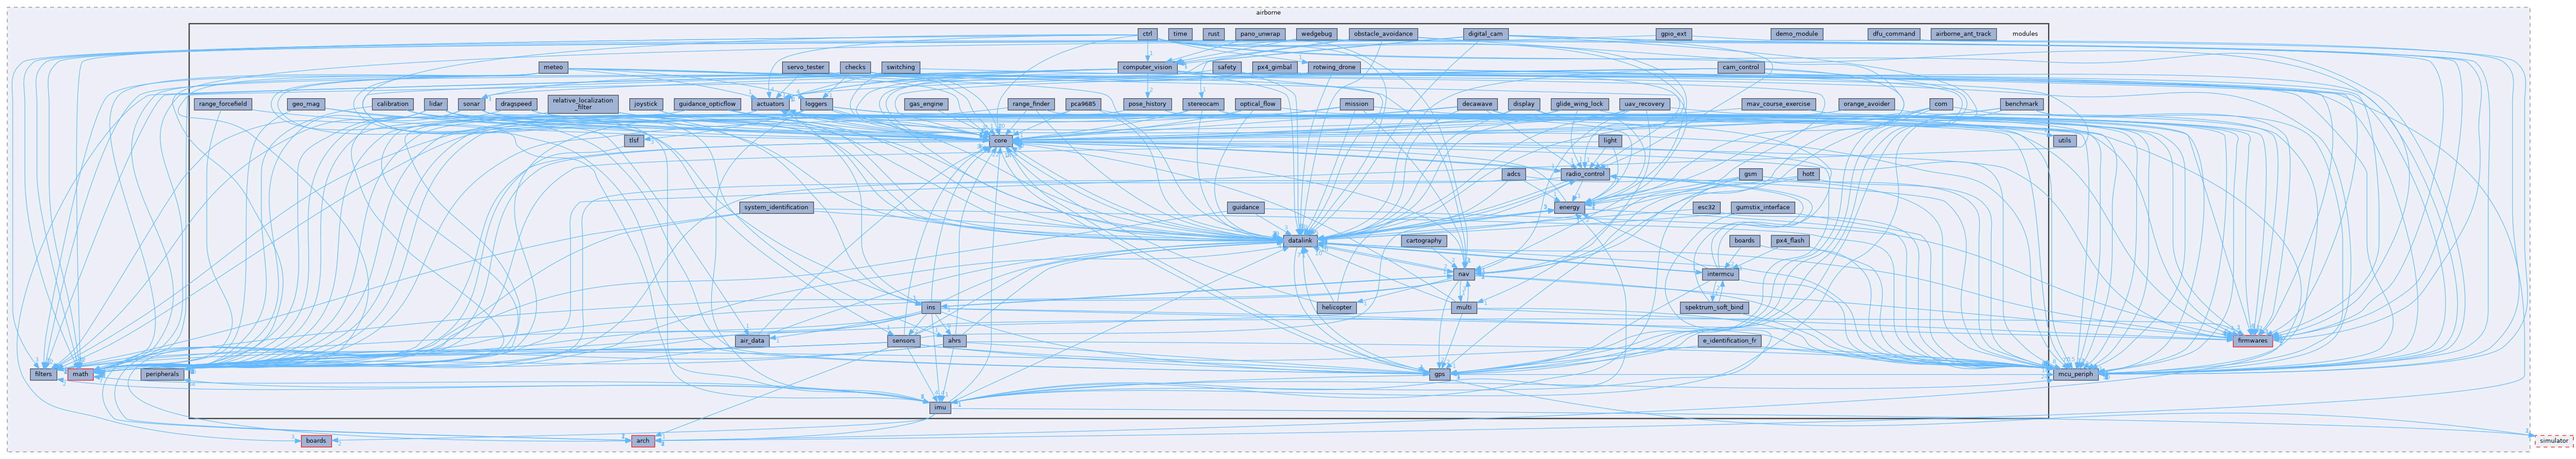 airborne
ctrl
time
rust
pano_unwrap
wedgebug
obstacle_avoidance
digital_cam
gpio_ext
demo_module
dfu_command
airborne_ant_track
modules
meteo
servo_tester
checks
switching
computer_vision
safety
px4_gimbal
rotwing_drone
cam_control
range_forcefield
geo_mag
calibration
lidar
sonar
dragspeed
relative_localization
_filter
joystick
guidance_opticflow
actuators
loggers
gas_engine
range_finder
pca9685
pose_history
stereocam
optical_flow
mission
decawave
display
glide_wing_lock
uav_recovery
mav_course_exercise
orange_avoider
com
benchmark
tlsf
core
light
utils
radio_control
adcs
gsm
hott
system_identification
guidance
energy
esc32
gumstix_interface
datalink
cartography
boards
px4_flash
nav
intermcu
ins
helicopter
multi
spektrum_soft_bind
air_data
sensors
ahrs
e_identification_fr
firmwares
filters
math
peripherals
gps
mcu_periph
imu
boards
arch
simulator